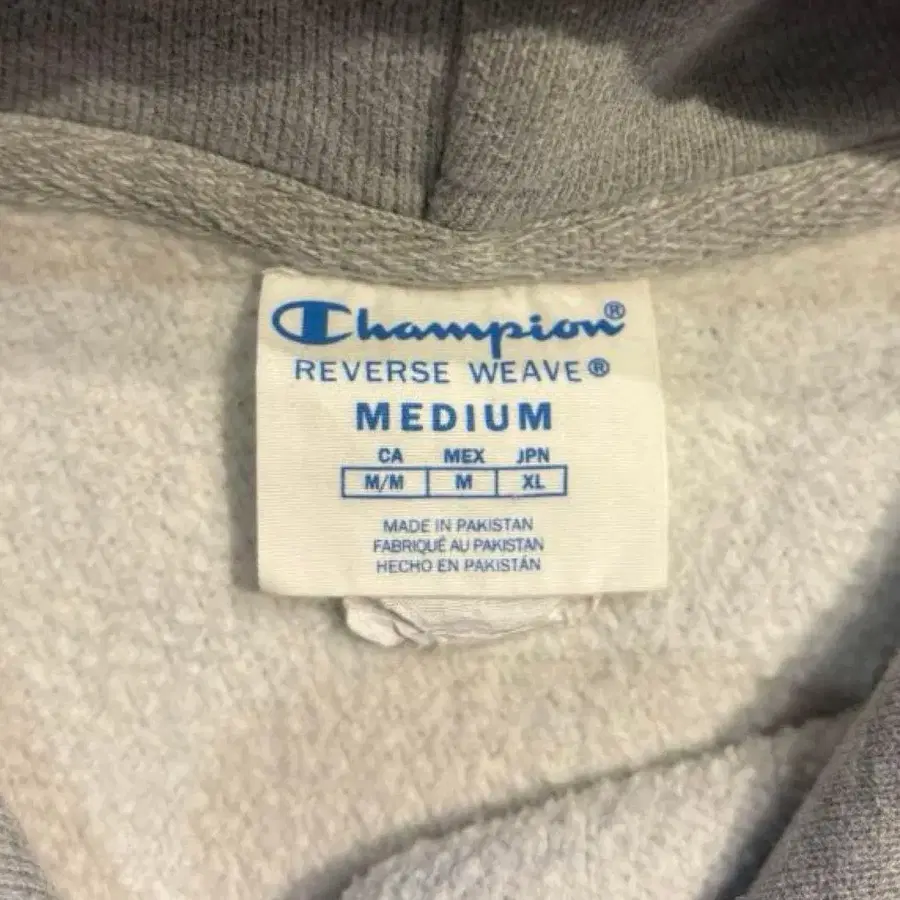 Champion®
REVERSE WEAVE®
MEDIUM
CA MEX JPN
M/M M XL
MADE IN PAKISTAN
FABRIQUÉ AU PAKISTAN
HECHO EN PAKISTÁN